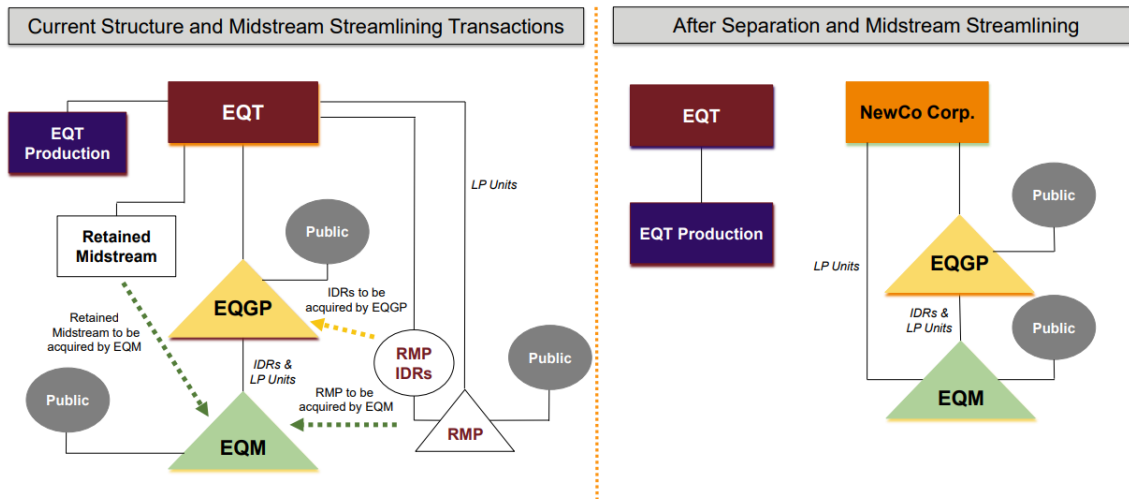 Current Structure and Midstream Streamlining Transactions
EQT
EQT
Production
LP Units
Retained
Midstream
Public
EQGP
IDRs to be
acquired by EQGP
Retained
Midstream to be
acquired by EQM
RMP
IDRs
Public
IDRs &
LP Units
RMP to be
acquired by EQM
Public
EQM
RMP
After Separation and Midstream Streamlining
EQT
NewCo Corp.
EQT Production
Public
LP Units
EQGP
IDRs &
LP Units
Public
EQM